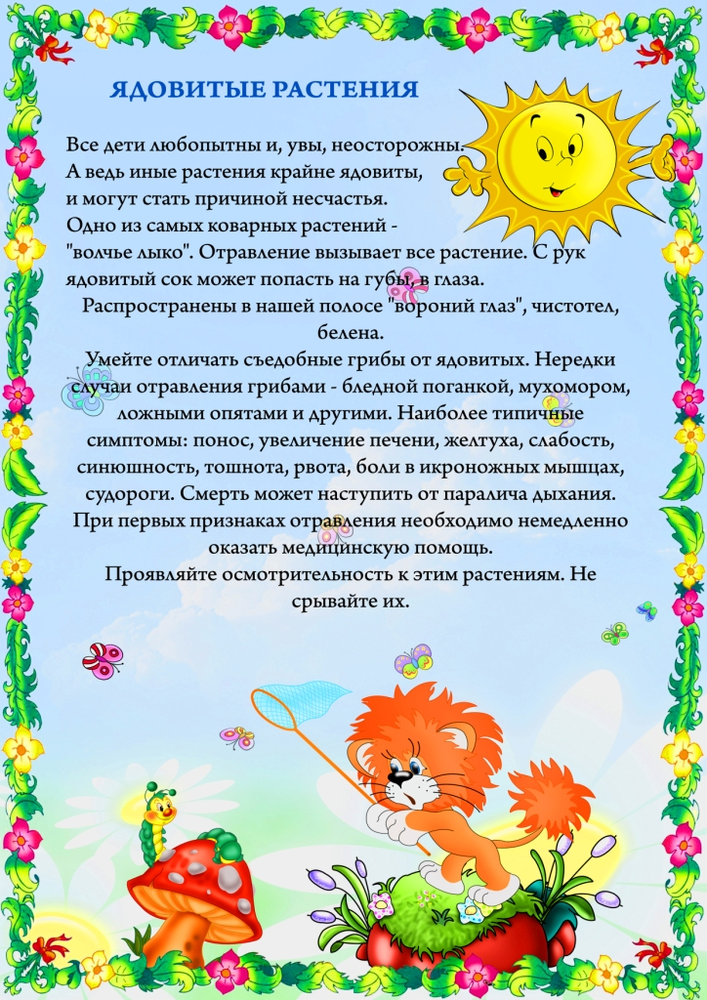 ЯДОВИТЫЕ РАСТЕНИЯ
Все дети любопытны и, увы, неосторожны.
А ведь иные растения крайне ядовиты,
и могут стать причиной несчастья.
Одно из самых коварных растений -
"волчье лыко". Отравление вызывает все растение. С рук
ядовитый сок может попасть на губы, в глаза.
Распространены в нашей полосе "вороний глаз", чистотел,
белена.
Умейте отличать съедобные грибы от ядовитых. Нередки
случаи отравления грибами - бледной поганкой, мухомором,
ложными опятами и другими. Наиболее типичные
симптомы: понос, увеличение печени, желтуха, слабость,
синюшность, тошнота, рвота, боли в икроножных мышцах,
судороги. Смерть может наступить от паралича дыхания.
При первых признаках отравления необходимо немедленно
оказать медицинскую помощь.
Проявляйте осмотрительность к этим растениям. Не
срывайте их.